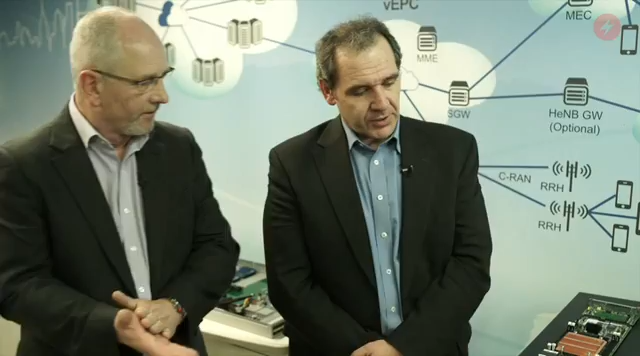 vEPC
MEC
MME
SGW
HeNB GW
(Optional)
C-RAN
RRH
RRH